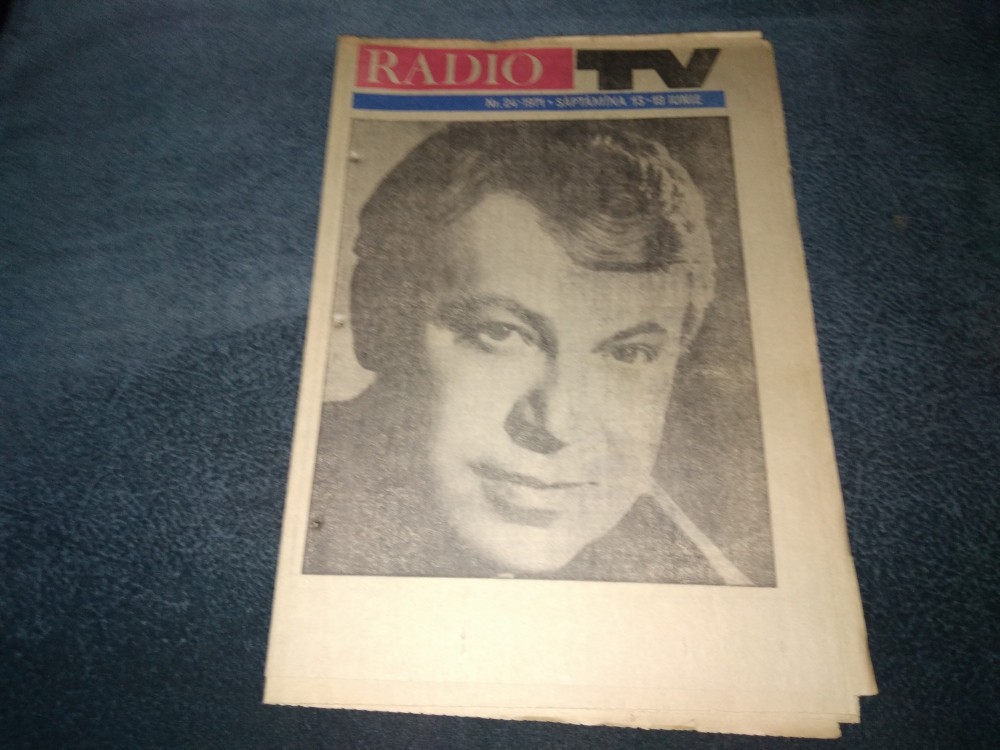 RADIO TV
Nr. 24-1971 • SĂPTĂMÎNA 13-19 IUNIE